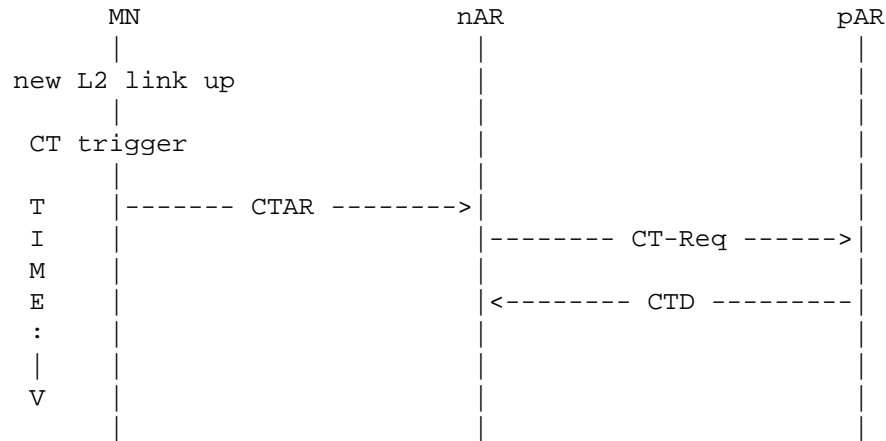 MN nAR pAR
| | |
new L2 link up | |
| | |
CT trigger | |
| | |
T |------- CTAR -------->| |
I | |-------- CT-Req ------>|
M | | |
E | |<-------- CTD ---------|
: | | |
| | | |
V | | |
| | |